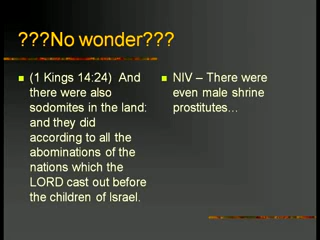 ???No wonder???
(1 Kings 14:24)  And
there were also
sodomites in the land:
and they did
according to all the
abominations of the
nations which the
LORD cast out before
the children of Israel.
NIV – There were
even male shrine
prostitutes…